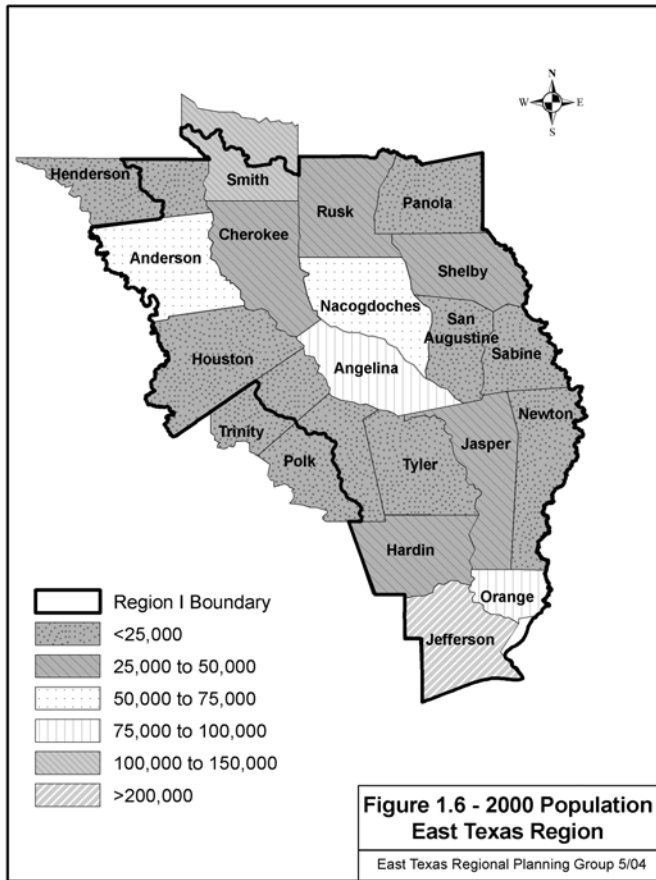 N
W E
S
Henderson
Smith
Rusk
Panola
Cherokee
Anderson
Shelby
Nacogdoches
San
Augustine
Sabine
Houston
Angelina
Newton
Trinity
Jasper
Polk
Tyler
Hardin
Orange
Jefferson
Region I Boundary
<25,000
25,000 to 50,000
50,000 to 75,000
75,000 to 100,000
100,000 to 150,000
>200,000
Figure 1.6 - 2000 Population
East Texas Region
East Texas Regional Planning Group 5/04